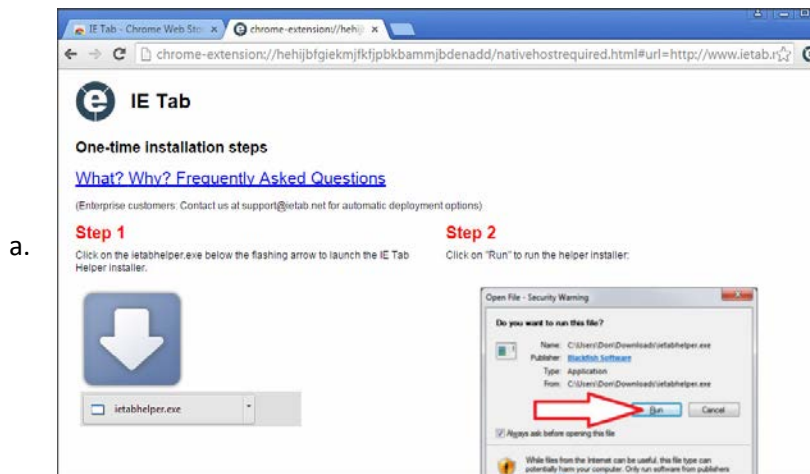 IE Tab - Chrome Web Sto
chrome-extension://hehij
chrome-extension://hehijbfgiekmjfkfjpbkbammjbdenadd/nativehostrequired.html#url=http://www.ietab.n
IE Tab
One-time installation steps
What? Why? Frequently Asked Questions
(Enterprise customers: Contact us at support@ietab.net for automatic deployment options)
a.
Step 1
Click on the ietabhelper.exe below the flashing arrow to launch the IE Tab
Helper installer.
ietabhelper.exe
Step 2
Click on "Run" to run the helper installer:
Open File - Security Warning
Do you want to run this file?
Name: C:\Users\Don\Downloads\ietabhelper.exe
Publisher: Blackfish Software
Type: Application
From: C:\Users\Don\Downloads\ietabhelper.exe
Run Cancel
Always ask before opening this file
While files from the Internet can be useful, this file type can
potentially harm your computer. Only run software from publishers